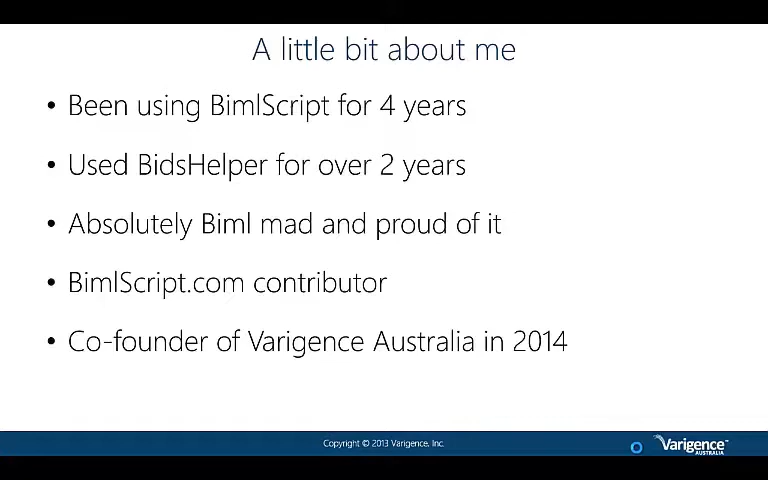 A little bit about me
• Been using BimlScript for 4 years
• Used BidsHelper for over 2 years
• Absolutely Biml mad and proud of it
• BimlScript.com contributor
• Co-founder of Varigence Australia in 2014
Copyright © 2013 Varigence, Inc.
Varigence™
AUSTRALIA